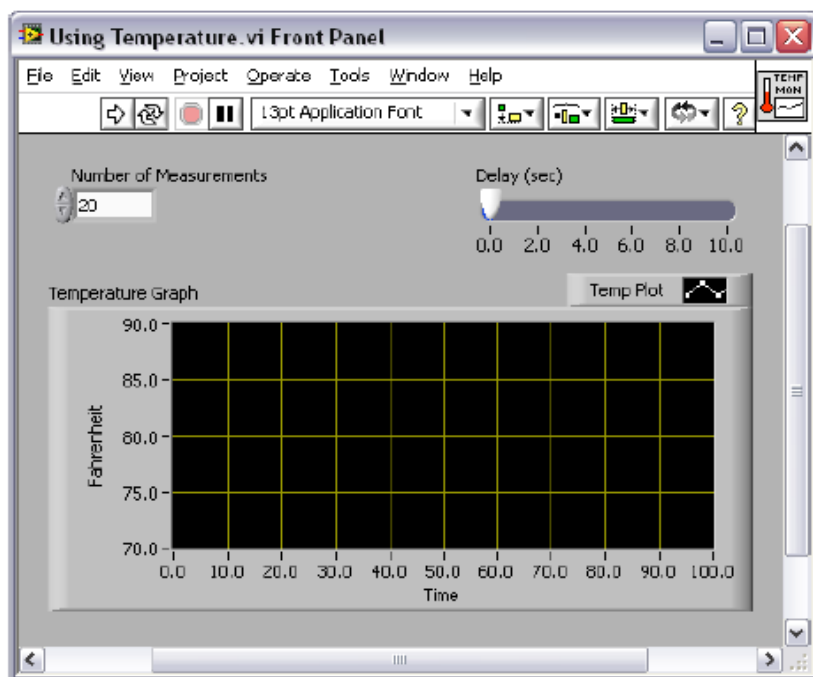 Using Temperature.vi Front Panel
File Edit View Project Operate Tools Window Help
TEMP
MON
13pt Application Font
?
Number of Measurements
20
Delay (sec)
0.0 2.0 4.0 6.0 8.0 10.0
Temperature Graph
Temp Plot
90.0
85.0
80.0
75.0
70.0
Fahrenheit
0.0 10.0 20.0 30.0 40.0 50.0 60.0 70.0 80.0 90.0 100.0
Time